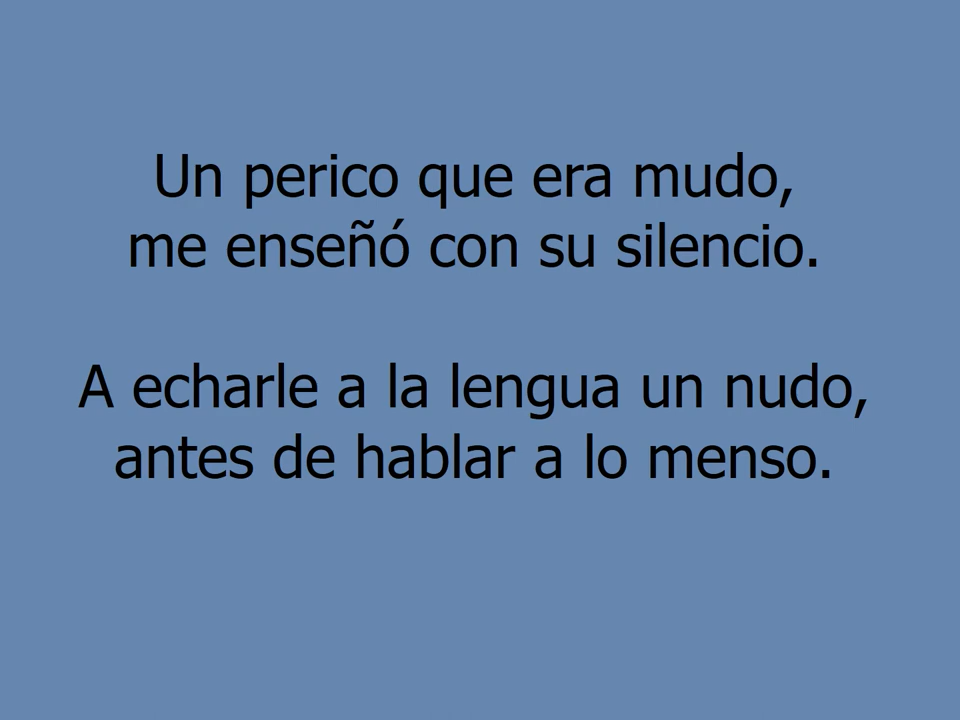 Un perico que era mudo,
me enseñó con su silencio.
A echarle a la lengua un nudo,
antes de hablar a lo menso.